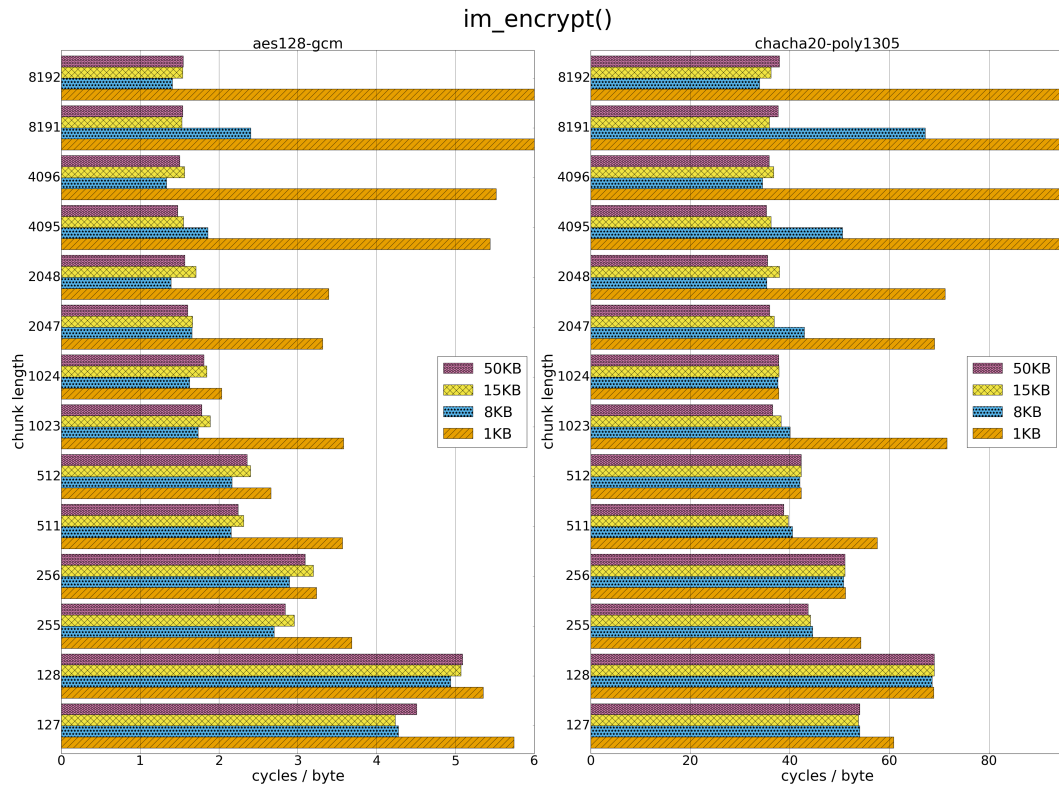 im_encrypt()
aes128-gcm
chunk length
8192
8191
4096
4095
2048
2047
1024
1023
512
511
256
255
128
127
50KB
15KB
8KB
1KB
0 1 2 3 4 5 6
cycles / byte
chacha20-poly1305
chunk length
8192
8191
4096
4095
2048
2047
1024
1023
512
511
256
255
128
127
50KB
15KB
8KB
1KB
0 20 40 60 80
cycles / byte